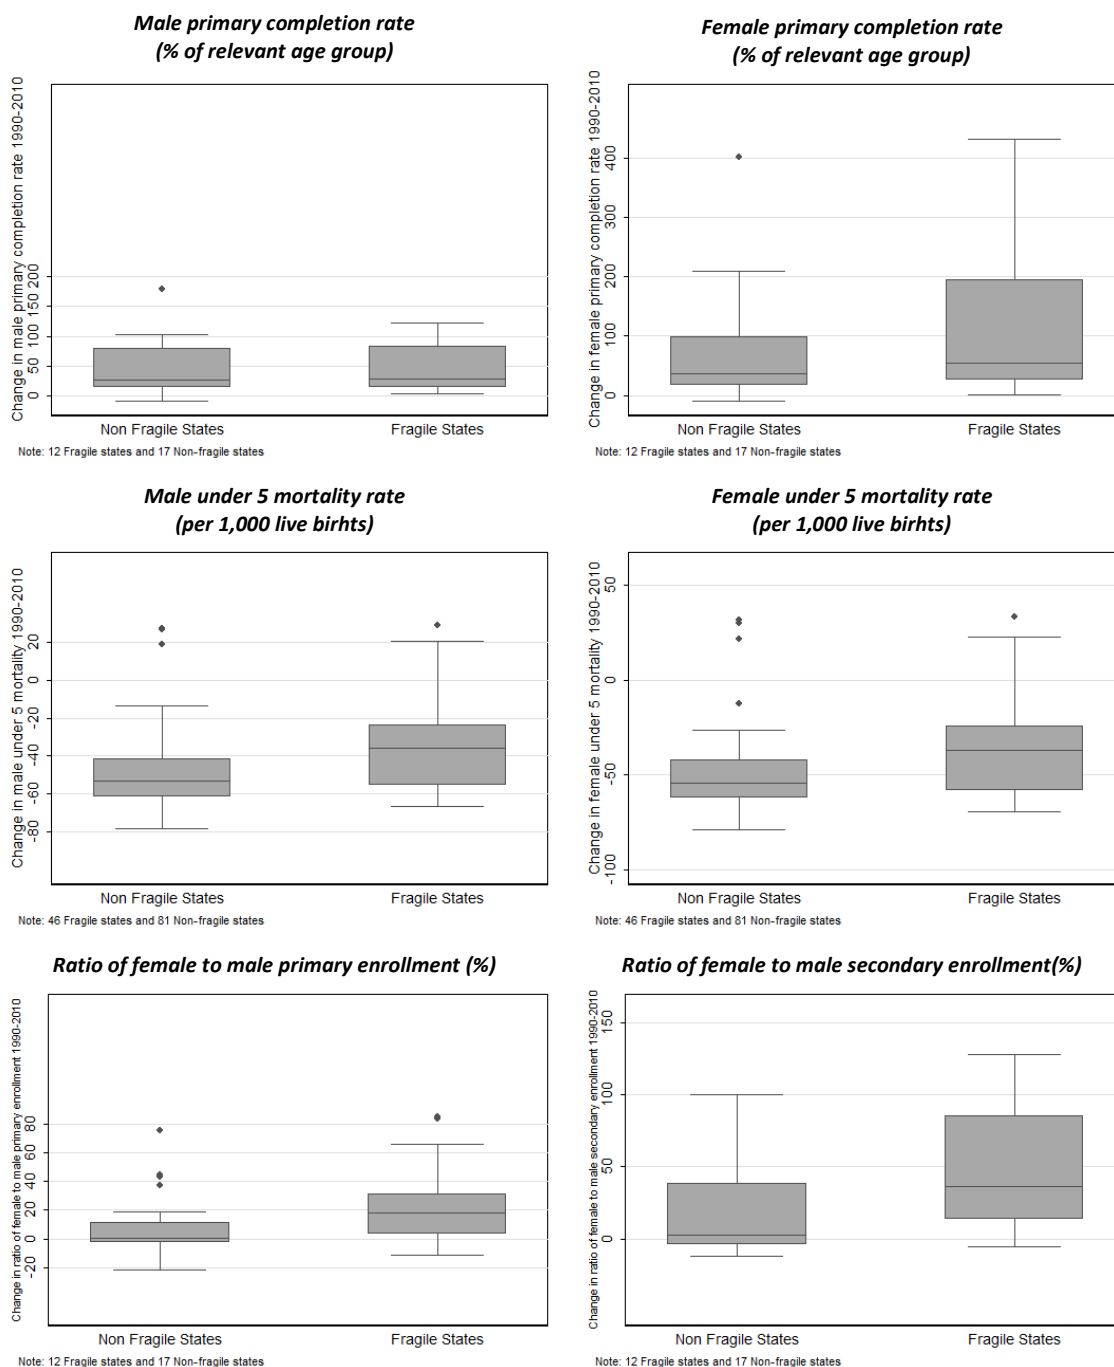 Male primary completion rate
(% of relevant age group)
Change in male primary completion rate 1990-2010
200
150
100
50
0
Non Fragile States
Fragile States
Note: 12 Fragile states and 17 Non-fragile states
Female primary completion rate
(% of relevant age group)
Change in female primary completion rate 1990-2010
400
300
200
100
0
Non Fragile States
Fragile States
Note: 12 Fragile states and 17 Non-fragile states
Male under 5 mortality rate
(per 1,000 live birhts)
Change in male under 5 mortality 1990-2010
20
0
-20
-40
-60
-80
Non Fragile States
Fragile States
Note: 46 Fragile states and 81 Non-fragile states
Female under 5 mortality rate
(per 1,000 live birhts)
Change in female under 5 mortality 1990-2010
50
0
-50
-100
Non Fragile States
Fragile States
Note: 46 Fragile states and 81 Non-fragile states
Ratio of female to male primary enrollment (%)
Change in ratio of female to male primary enrollment 1990-2010
80
60
40
20
0
-20
Non Fragile States
Fragile States
Note: 12 Fragile states and 17 Non-fragile states
Ratio of female to male secondary enrollment(%)
Change in ratio of female to male secondary enrollment 1990-2010
150
100
50
0
Non Fragile States
Fragile States
Note: 12 Fragile states and 17 Non-fragile states